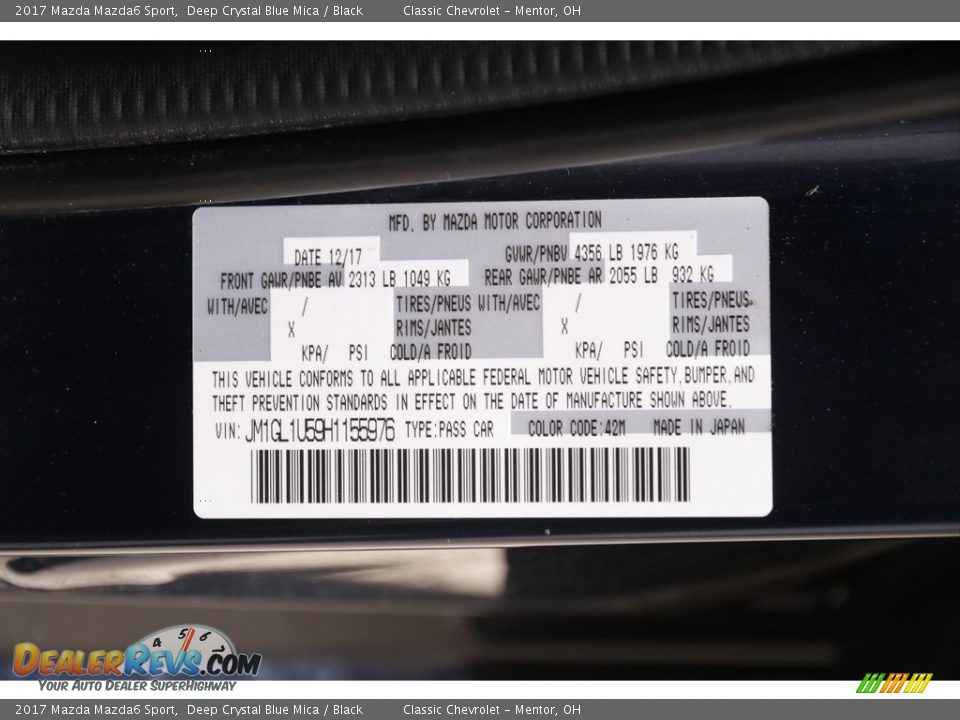 2017 Mazda Mazda6 Sport, Deep Crystal Blue Mica / Black Classic Chevrolet – Mentor, OH
MFD. BY MAZDA MOTOR CORPORATION
DATE 12/17 GVWR/PNBV 4356 LB 1976 KG
FRONT GAWR/PNBE AV 2313 LB 1049 KG REAR GAWR/PNBE AR 2055 LB 932 KG
WITH/AVEC / TIRES/PNEUS WITH/AVEC / TIRES/PNEUS
X RIMS/JANTES X RIMS/JANTES
KPA/ PSI COLD/A FROID KPA/ PSI COLD/A FROID
THIS VEHICLE CONFORMS TO ALL APPLICABLE FEDERAL MOTOR VEHICLE SAFETY,BUMPER,AND
THEFT PREVENTION STANDARDS IN EFFECT ON THE DATE OF MANUFACTURE SHOWN ABOVE.
VIN: JM1GL1U59H1155976 TYPE:PASS CAR COLOR CODE:42M MADE IN JAPAN
4 5 6
DealerRevs.com
Your Auto Dealer SuperHighway
2017 Mazda Mazda6 Sport, Deep Crystal Blue Mica / Black Classic Chevrolet – Mentor, OH